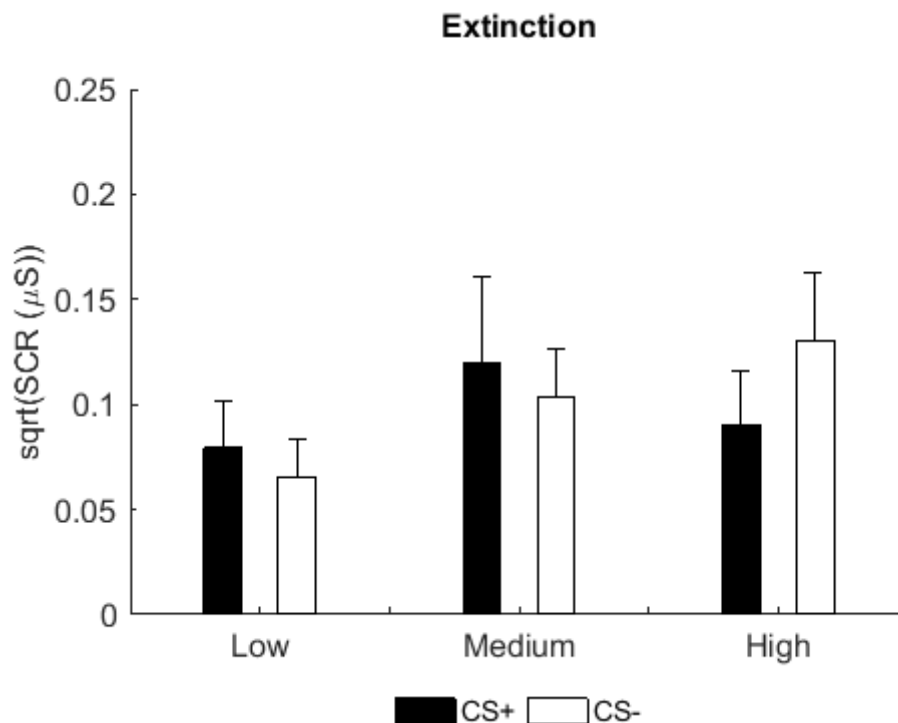 Extinction
0.25
0.2
0.15
0.1
0.05
0
sqrt(SCR (μS))
Low Medium High
CS+ CS-